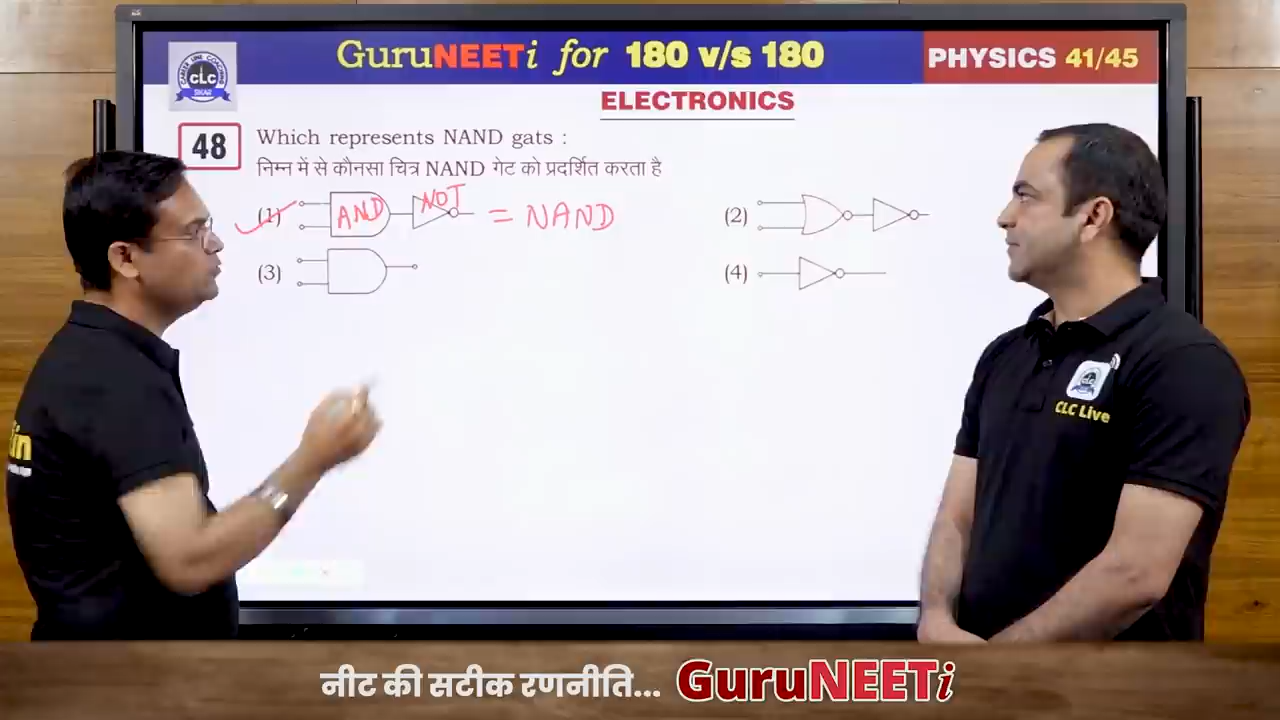 GuruNEETi for 180 v/s 180
PHYSICS 41/45
CLC
ELECTRONICS
48
Which represents NAND gats :
निम्न में से कौनसा चित्र NAND गेट को प्रदर्शित करता है
(1) AND NOT = NAND
(2)
(3)
(4)
CLC Live
नीट की सटीक रणनीति... GuruNEETi